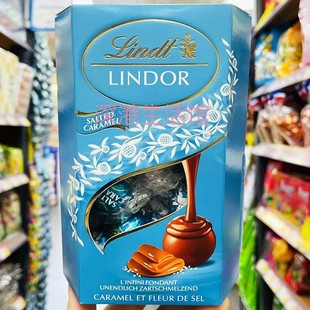 Lindt
LINDOR
SALTED
CARAMEL
L'INFINI FONDANT
UNENDLICH ZARTSCHMELZEND
CARAMEL ET FLEUR DE SEL